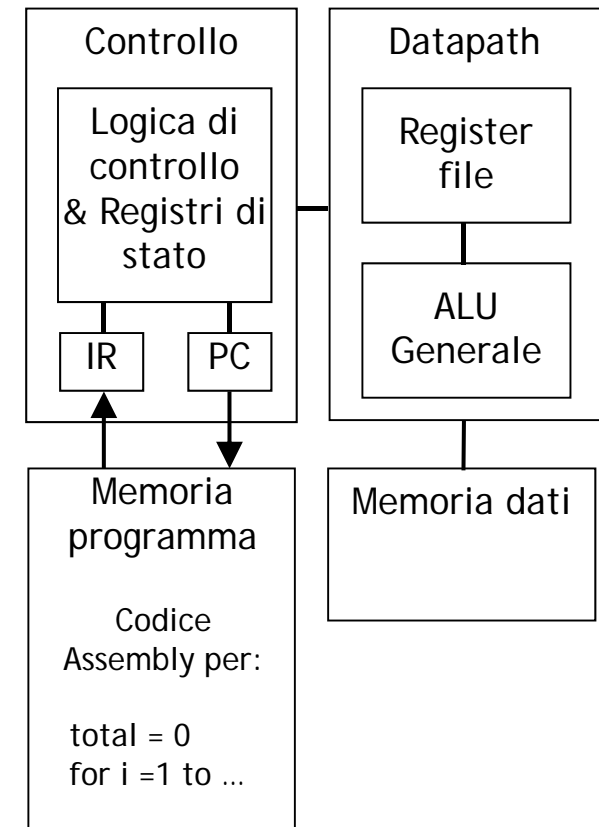 Controllo
Logica di
controllo
& Registri di
stato
IR
PC
Datapath
Register
file
ALU
Generale
Memoria
programma
Codice
Assembly per:
total = 0
for i =1 to ...
Memoria dati